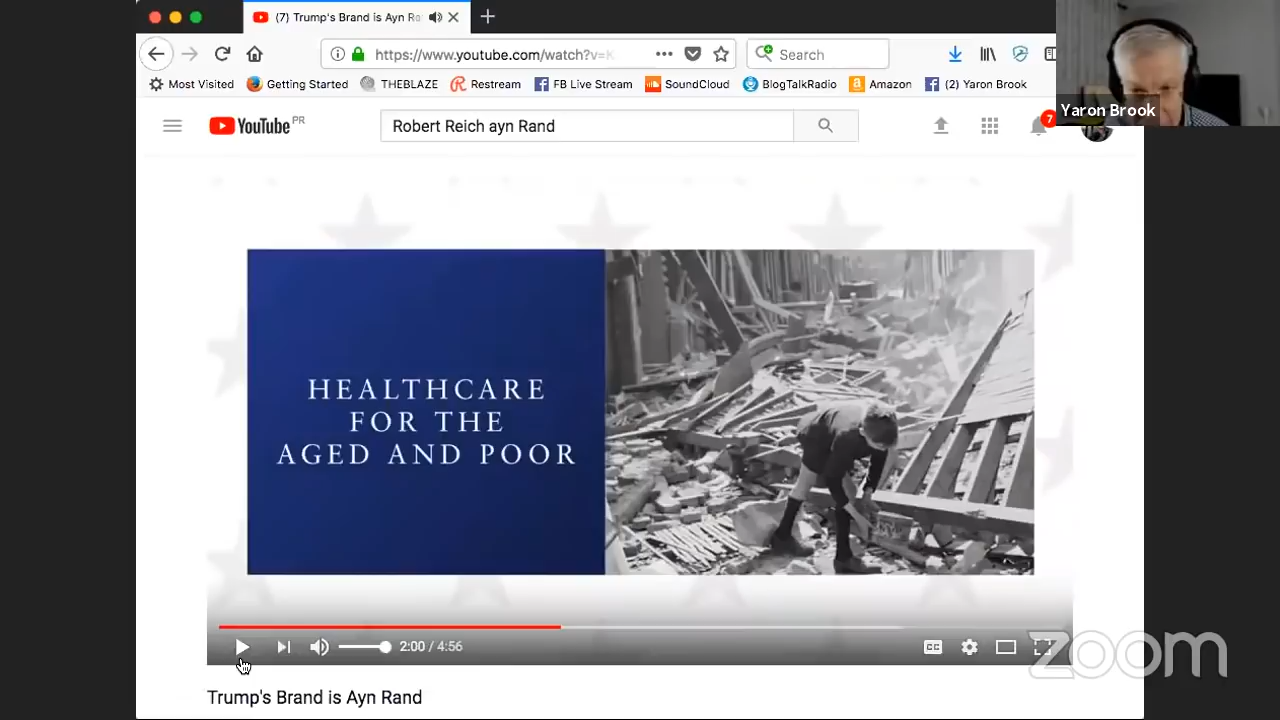 (7) Trump's Brand is Ayn Ra
https://www.youtube.com/watch?v=K
Search
Most Visited
Getting Started
THEBLAZE
Restream
FB Live Stream
SoundCloud
BlogTalkRadio
Amazon
(2) Yaron Brook
Yaron Brook
YouTube PR
Robert Reich ayn Rand
7
HEALTHCARE
FOR THE
AGED AND POOR
2:00 / 4:56
CC
zoom
Trump's Brand is Ayn Rand